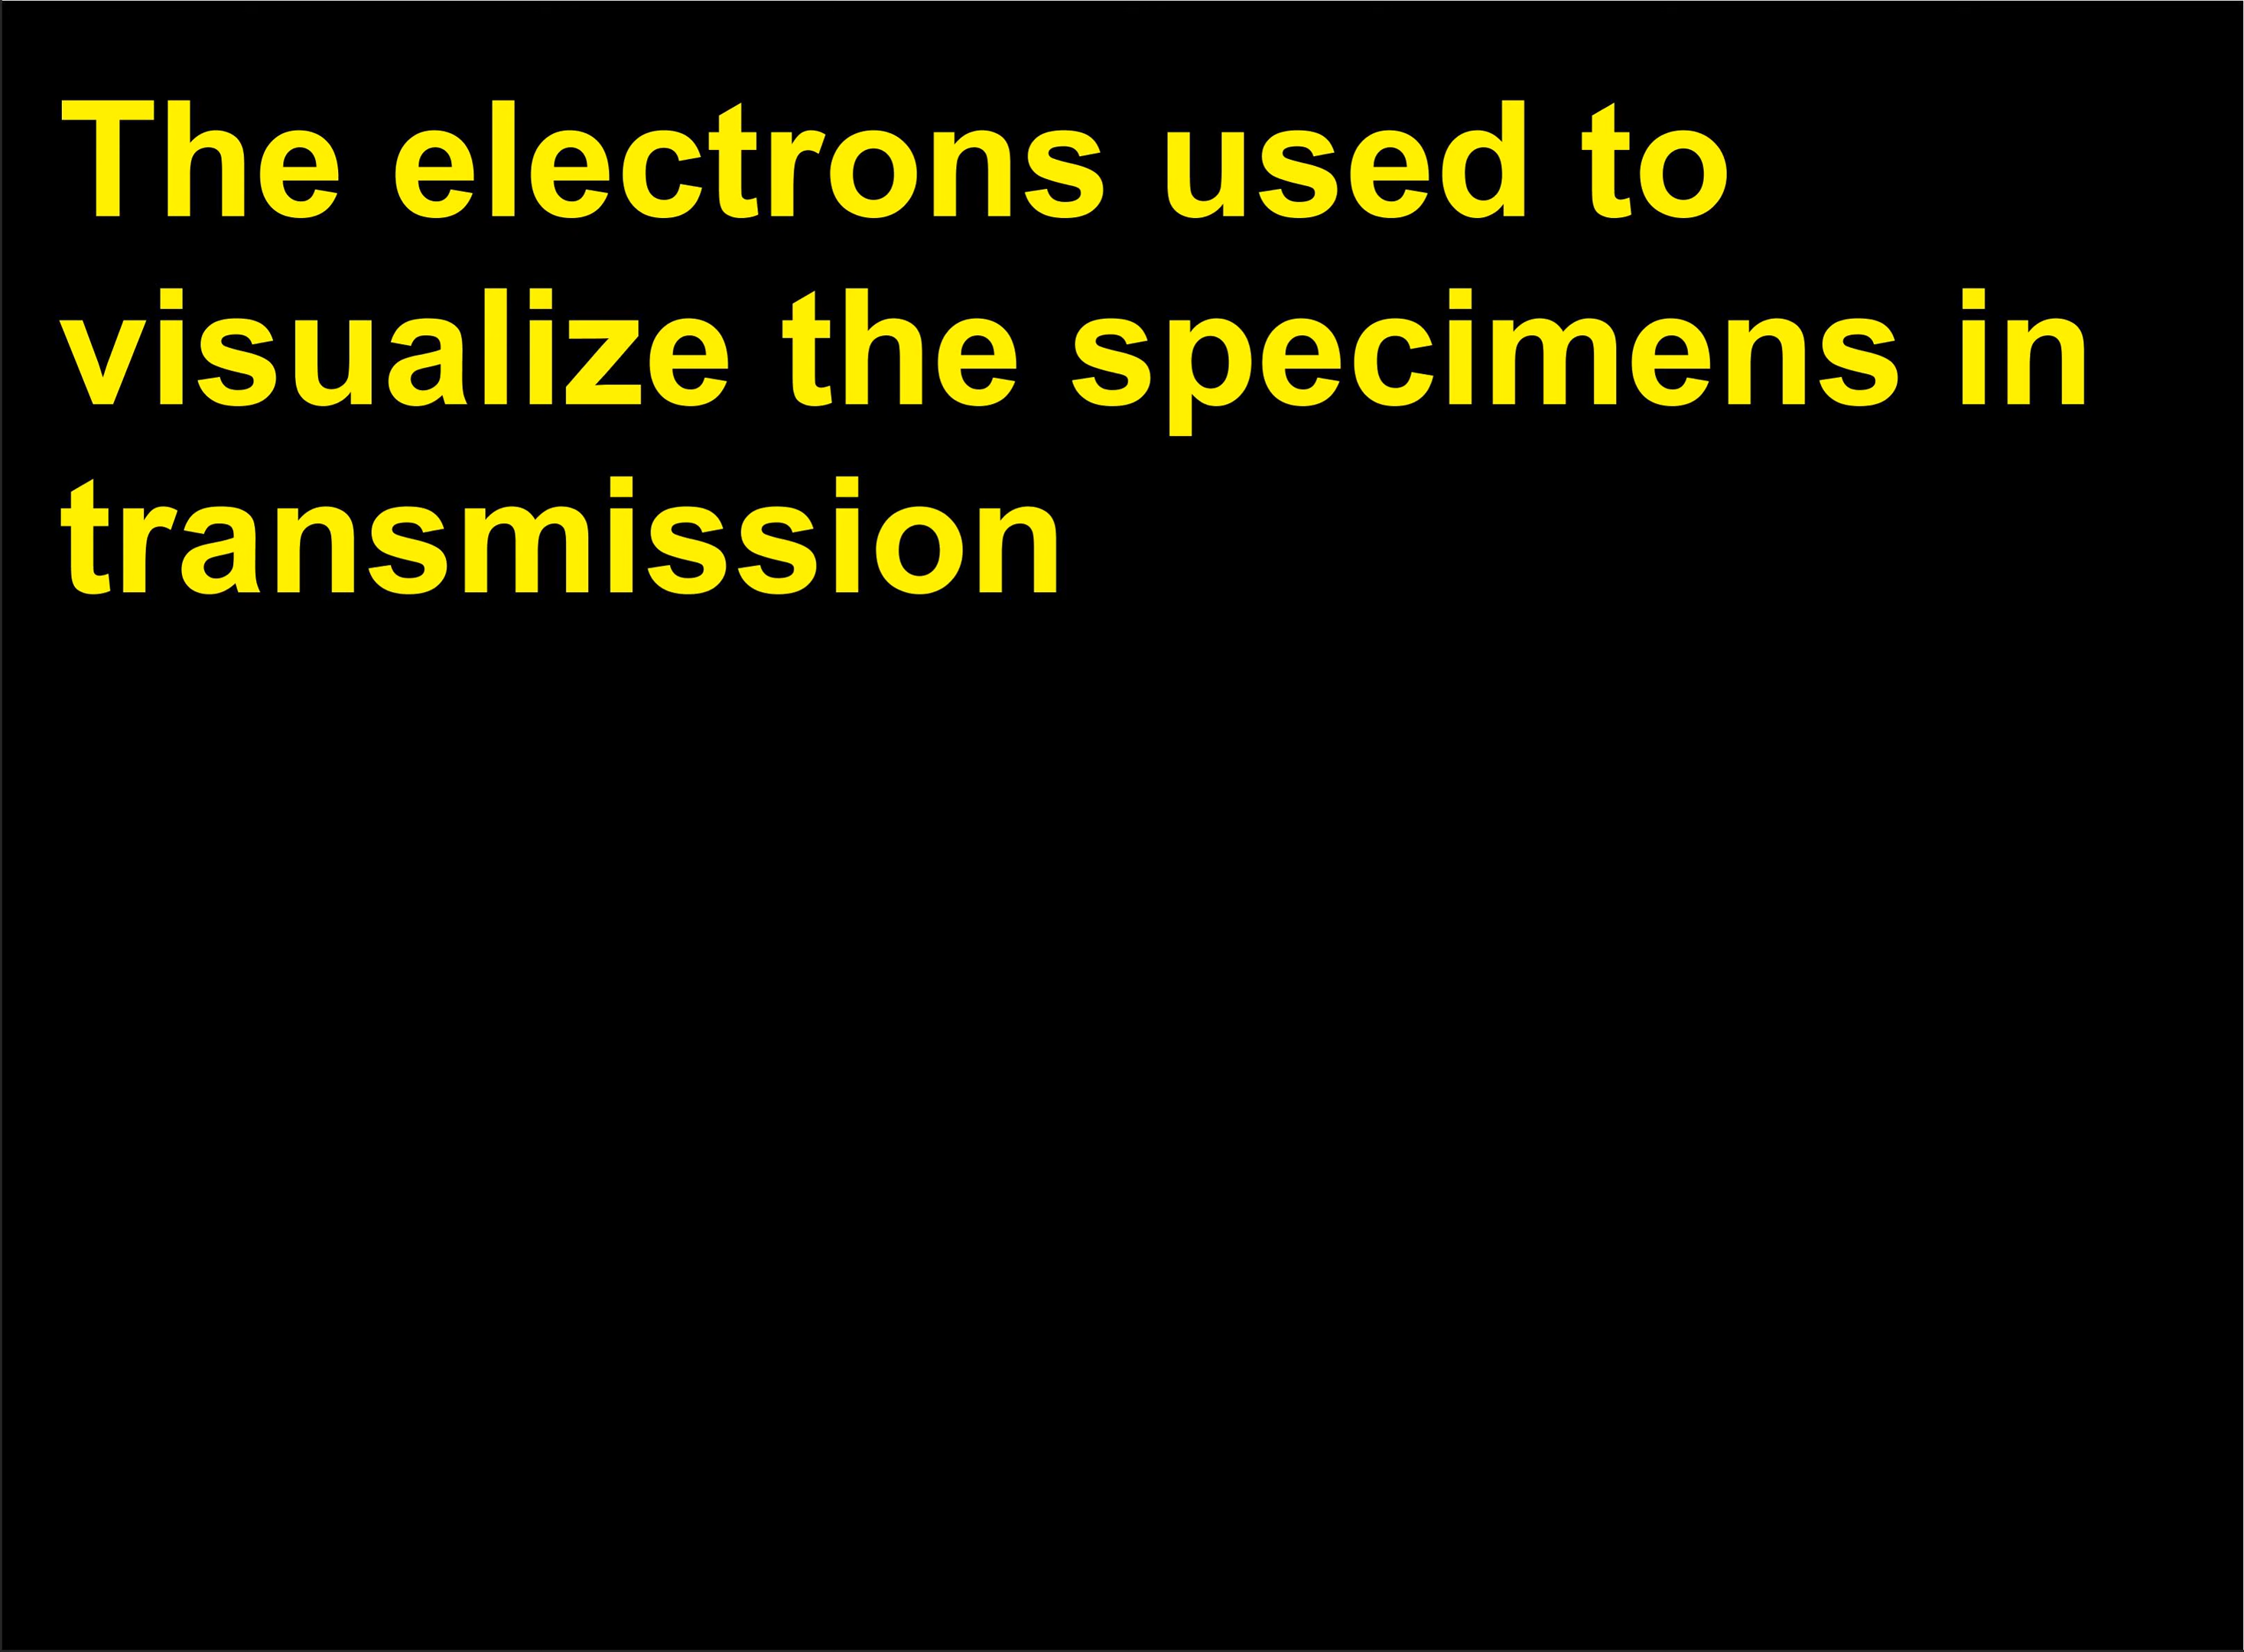 The electrons used to
visualize the specimens in
transmission